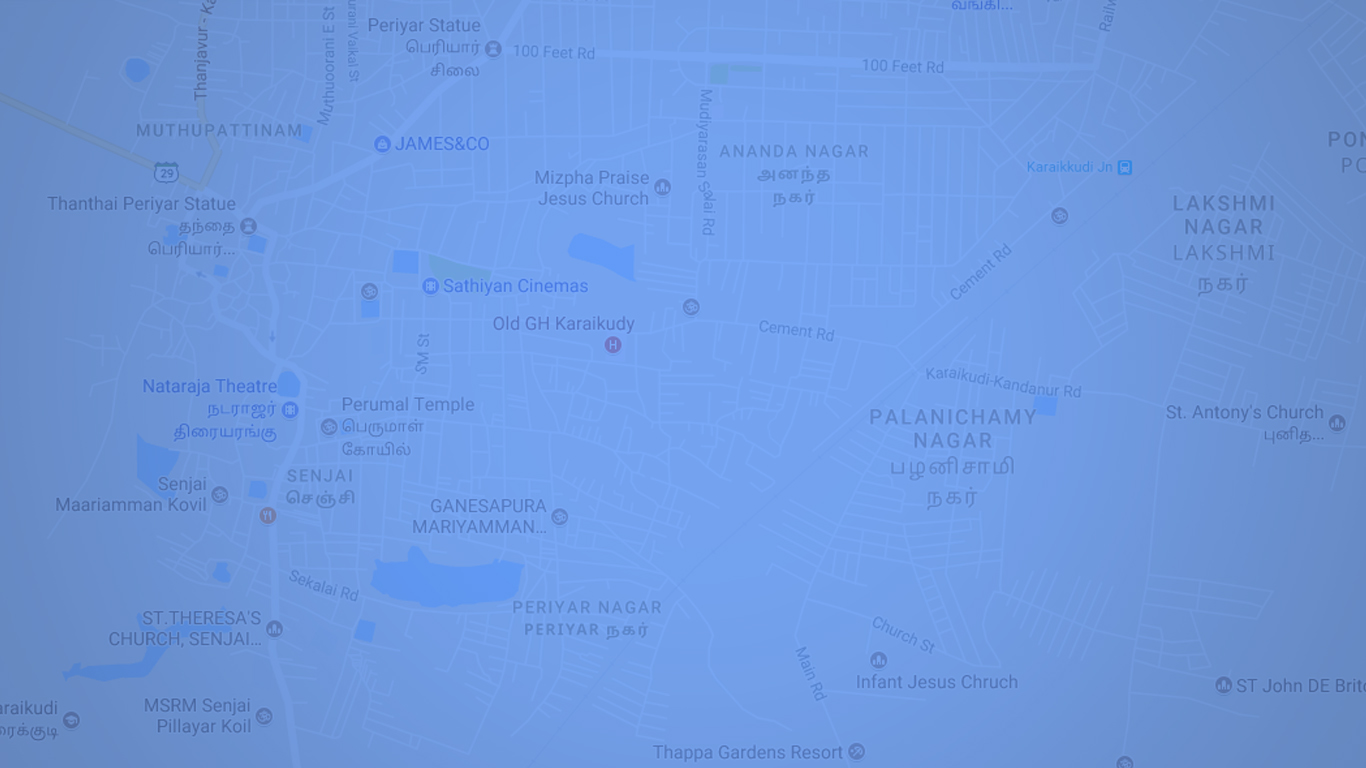 வங்கி...
Periyar Statue
பெரியார்
சிலை
100 Feet Rd
100 Feet Rd
Muthuoorani E St
MUTHUPATTINAM
JAMES&CO
29
Mudiyarasan Salai Rd
ANANDA NAGAR
அனந்த
நகர்
Karaikkudi Jn
Mizpha Praise
Jesus Church
Thanthai Periyar Statue
தந்தை
பெரியார்...
LAKSHMI
NAGAR
LAKSHMI
நகர்
Cement Rd
Sathiyan Cinemas
Old GH Karaikudy
H
Cement Rd
SM St
Nataraja Theatre
நடராஜர்
திரையரங்கு
Perumal Temple
பெருமாள்
கோயில்
Karaikudi-Kandanur Rd
PALANICHAMY
NAGAR
பழனிசாமி
நகர்
St. Antony's Church
புனித...
SENJAI
செஞ்சி
Senjai
Maariamman Kovil
GANESAPURA
MARIYAMMAN...
Sekalai Rd
PERIYAR NAGAR
PERIYAR நகர்
ST.THERESA'S
CHURCH, SENJAI...
Church St
Main Rd
Infant Jesus Chruch
MSRM Senjai
Pillayar Koil
Thappa Gardens Resort